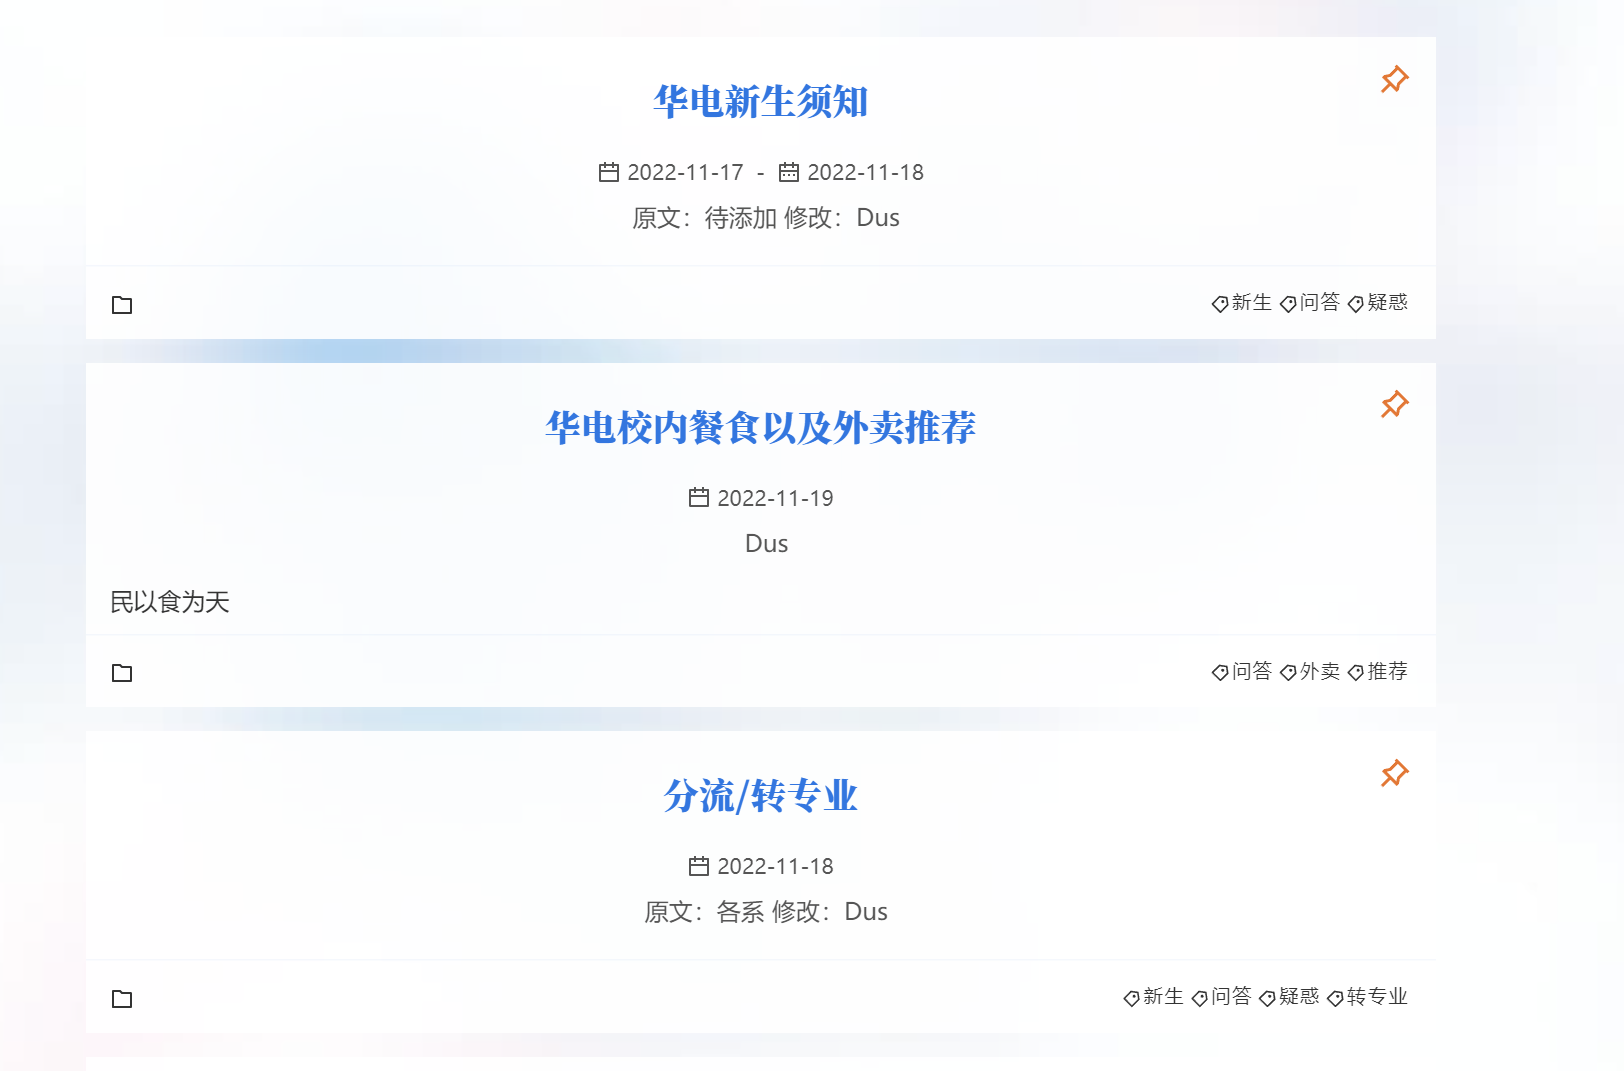 华电新生须知
2022-11-17 - 2022-11-18
原文：待添加 修改：Dus
新生 问答 疑惑
华电校内餐食以及外卖推荐
2022-11-19
Dus
民以食为天
问答 外卖 推荐
分流/转专业
2022-11-18
原文：各系 修改：Dus
新生 问答 疑惑 转专业